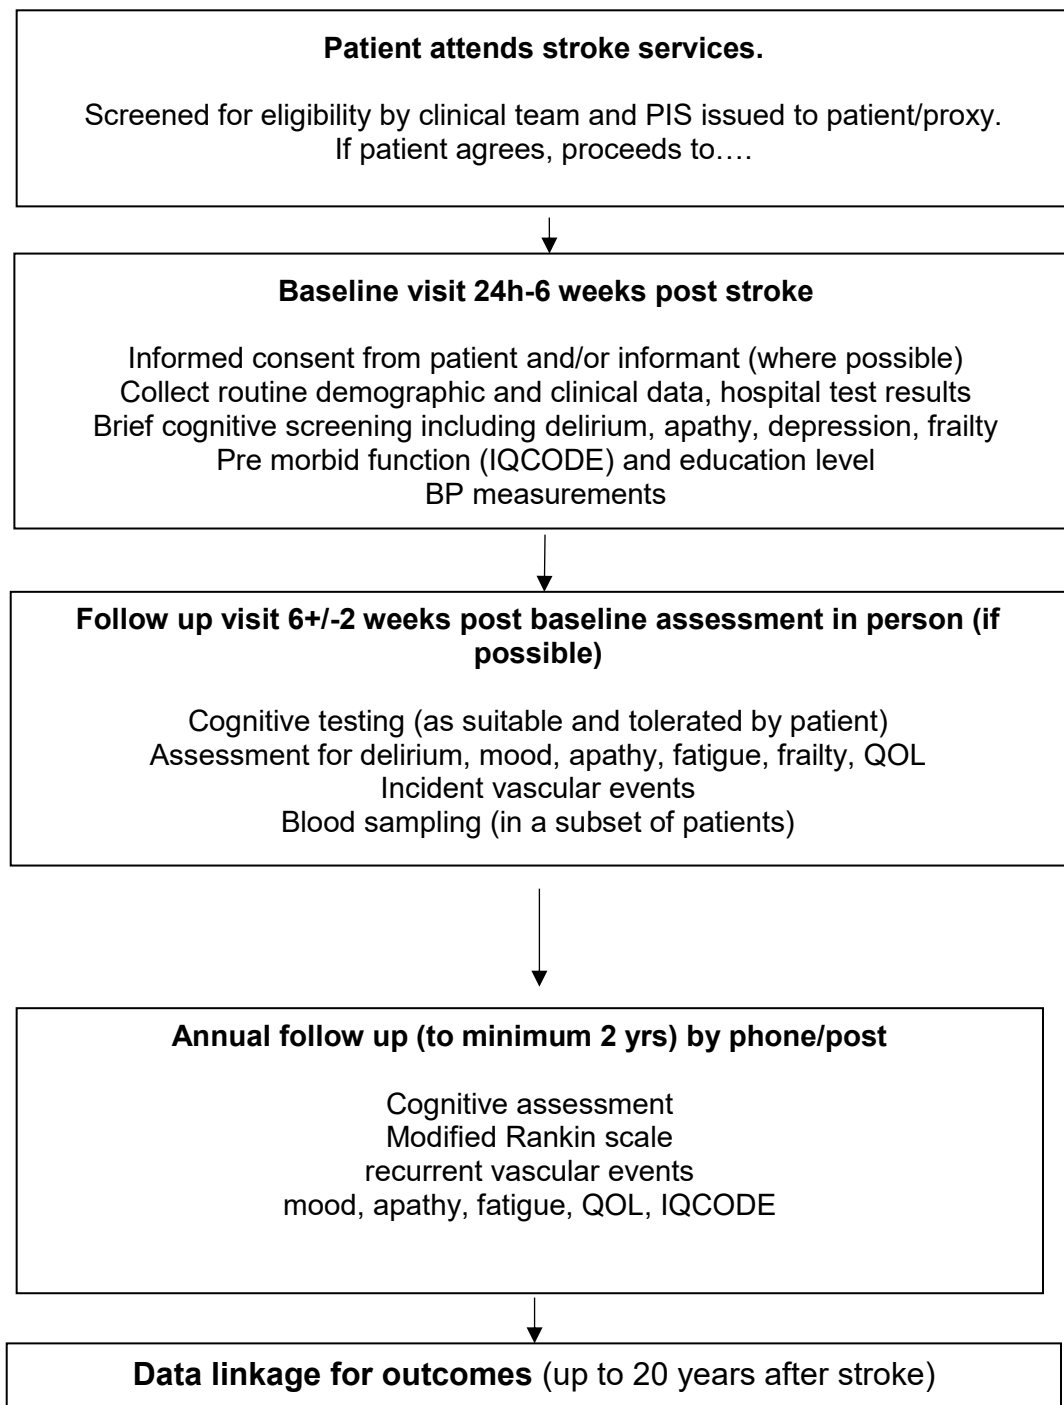 Patient attends stroke services.
Screened for eligibility by clinical team and PIS issued to patient/proxy.
If patient agrees, proceeds to….
Baseline visit 24h-6 weeks post stroke
Informed consent from patient and/or informant (where possible)
Collect routine demographic and clinical data, hospital test results
Brief cognitive screening including delirium, apathy, depression, frailty
Pre morbid function (IQCODE) and education level
BP measurements
Follow up visit 6+/-2 weeks post baseline assessment in person (if
possible)
Cognitive testing (as suitable and tolerated by patient)
Assessment for delirium, mood, apathy, fatigue, frailty, QOL
Incident vascular events
Blood sampling (in a subset of patients)
Annual follow up (to minimum 2 yrs) by phone/post
Cognitive assessment
Modified Rankin scale
recurrent vascular events
mood, apathy, fatigue, QOL, IQCODE
Data linkage for outcomes (up to 20 years after stroke)